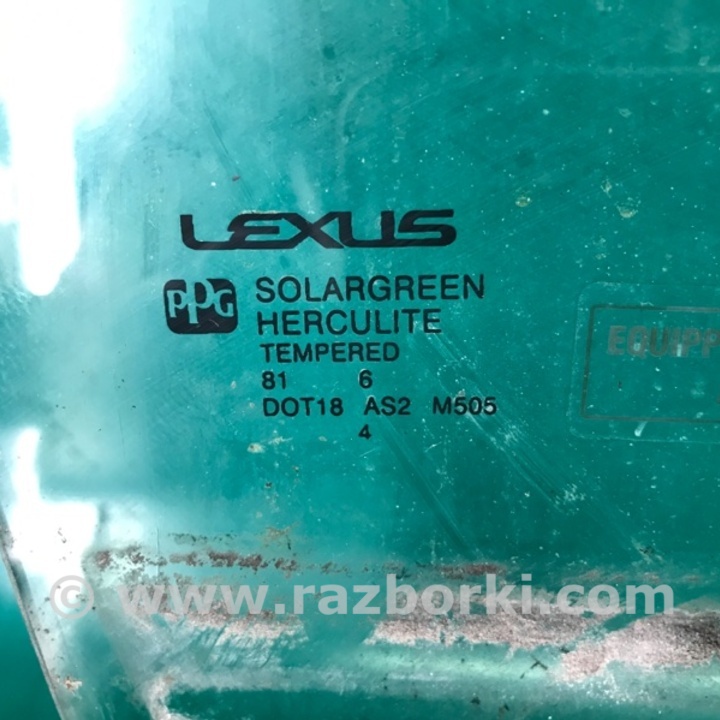 LEXUS
PPG SOLARGREEN
HERCULITE
TEMPERED
81 6
DOT18 AS2 M505
4
© www.razborki.com